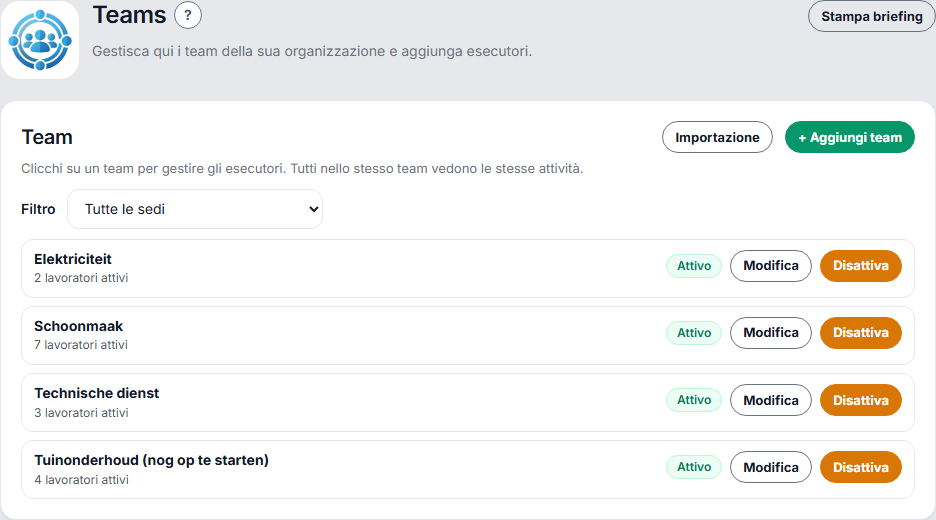 Teams ?
Stampa briefing
Gestisca qui i team della sua organizzazione e aggiunga esecutori.
Team
Importazione
+ Aggiungi team
Clicchi su un team per gestire gli esecutori. Tutti nello stesso team vedono le stesse attività.
Filtro
Tutte le sedi
Elektriciteit
2 lavoratori attivi
Attivo
Modifica
Disattiva
Schoonmaak
7 lavoratori attivi
Attivo
Modifica
Disattiva
Technische dienst
3 lavoratori attivi
Attivo
Modifica
Disattiva
Tuinonderhoud (nog op te starten)
4 lavoratori attivi
Attivo
Modifica
Disattiva